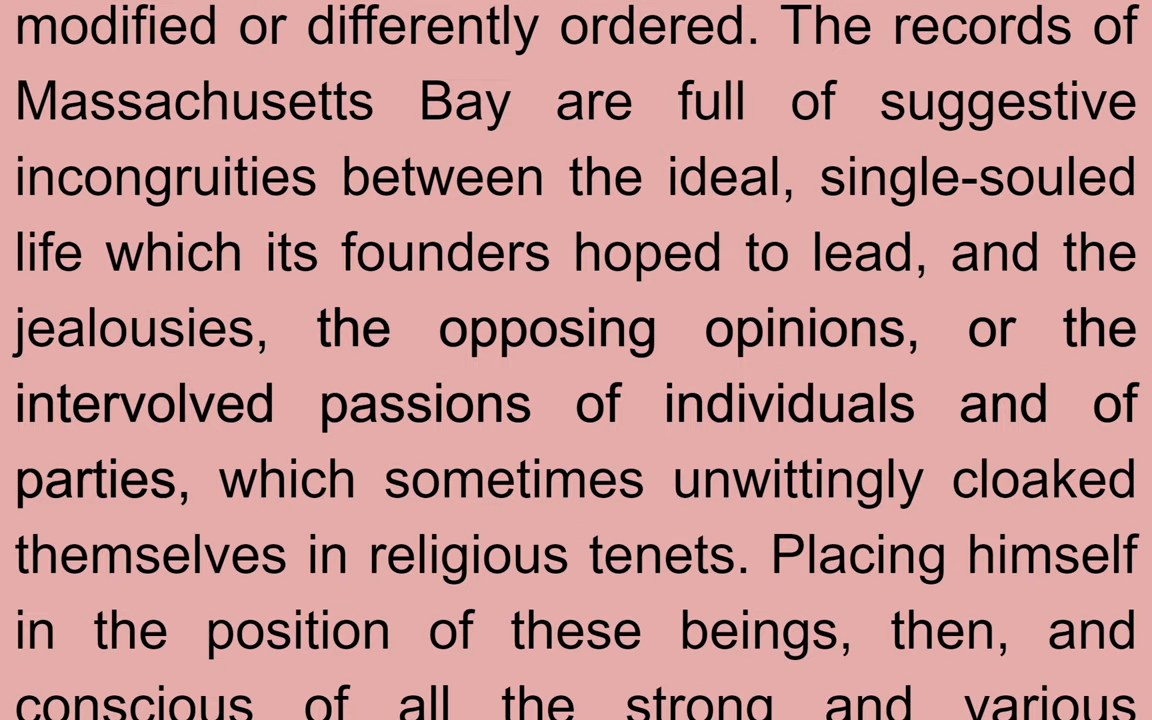 modified or differently ordered. The records of
Massachusetts Bay are full of suggestive
incongruities between the ideal, single-souled
life which its founders hoped to lead, and the
jealousies, the opposing opinions, or the
intervolved passions of individuals and of
parties, which sometimes unwittingly cloaked
themselves in religious tenets. Placing himself
in the position of these beings, then, and
conscious of all the strong and various